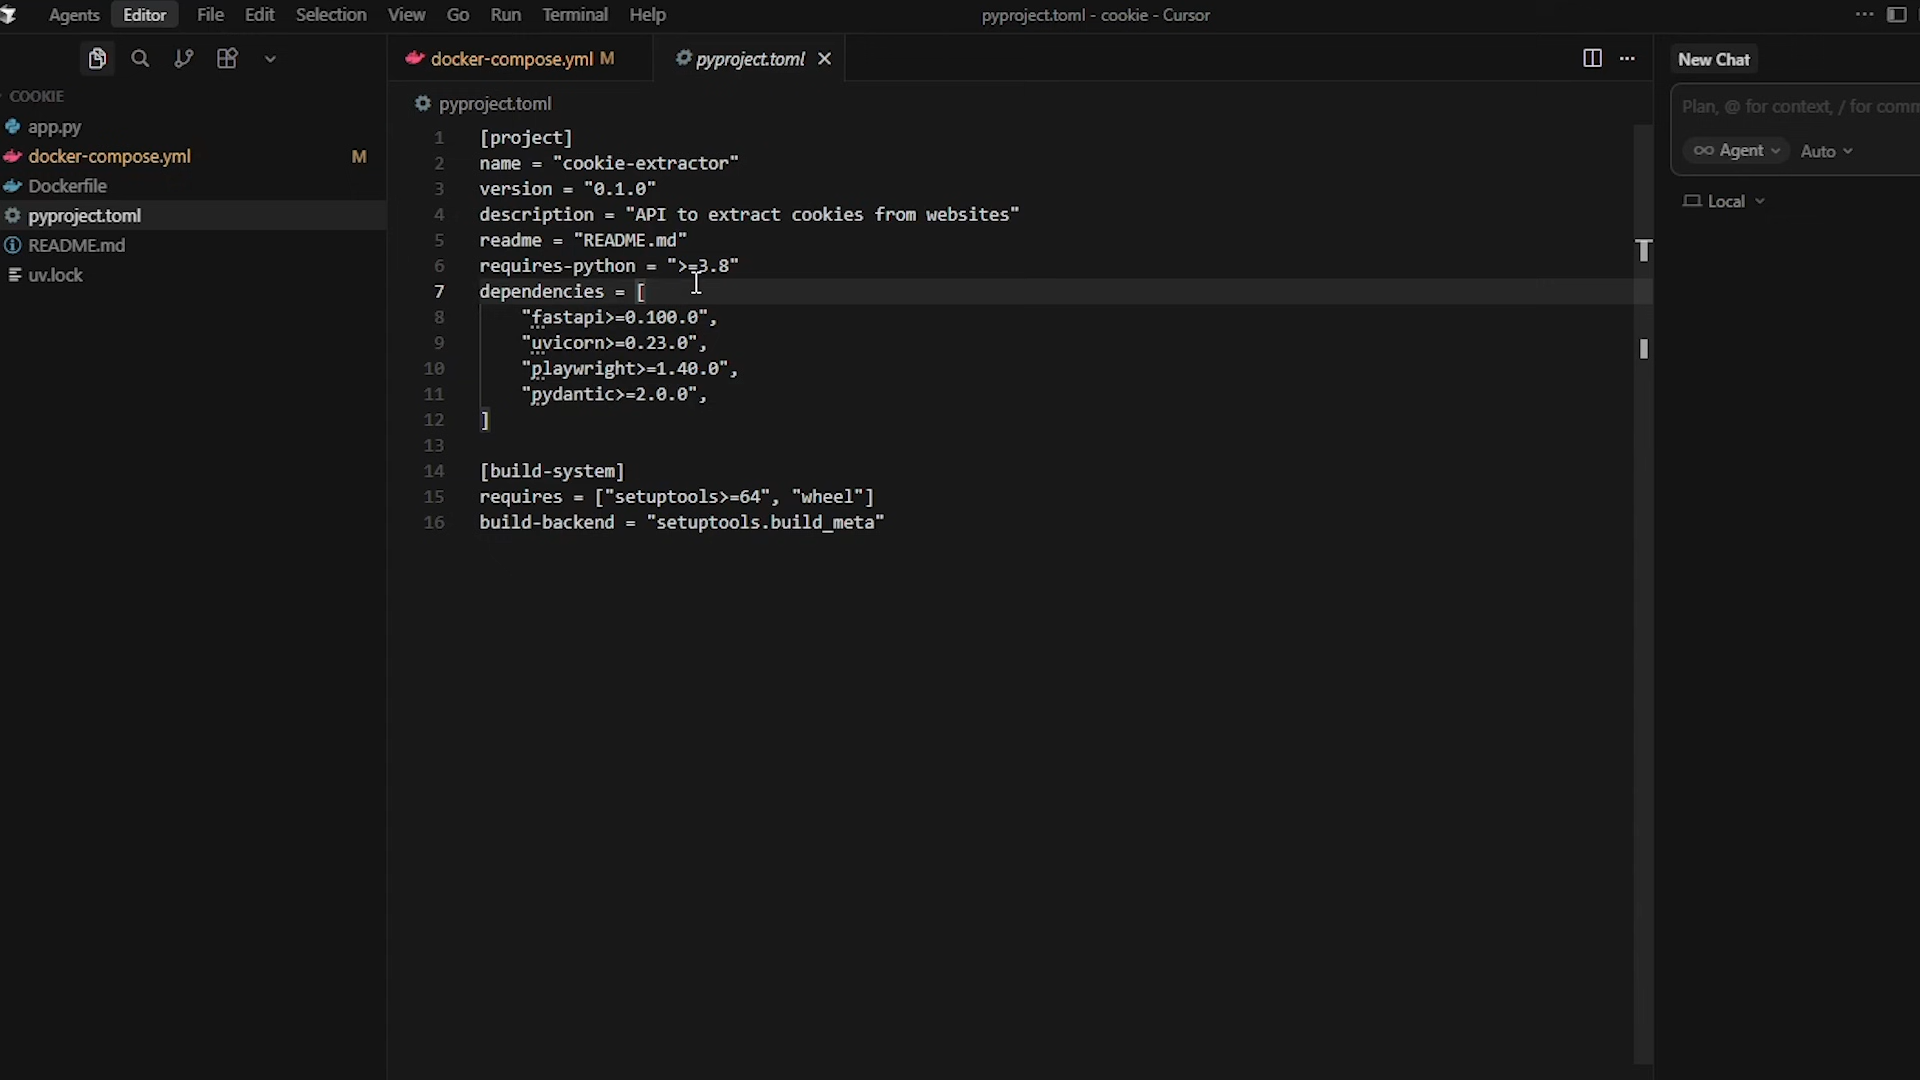 Agents Editor File Edit Selection View Go Run Terminal Help
pyproject.toml - cookie - Cursor
COOKIE
app.py
docker-compose.yml M
Dockerfile
pyproject.toml
README.md
uv.lock
docker-compose.yml M
pyproject.toml
pyproject.toml
1 [project]
2 name = "cookie-extractor"
3 version = "0.1.0"
4 description = "API to extract cookies from websites"
5 readme = "README.md"
6 requires-python = ">=3.8"
7 dependencies = [
8 "fastapi>=0.100.0",
9 "uvicorn>=0.23.0",
10 "playwright>=1.40.0",
11 "pydantic>=2.0.0",
12 ]
13
14 [build-system]
15 requires = ["setuptools>=64", "wheel"]
16 build-backend = "setuptools.build_meta"
New Chat
Plan, @ for context, / for comm
Agent Auto
Local